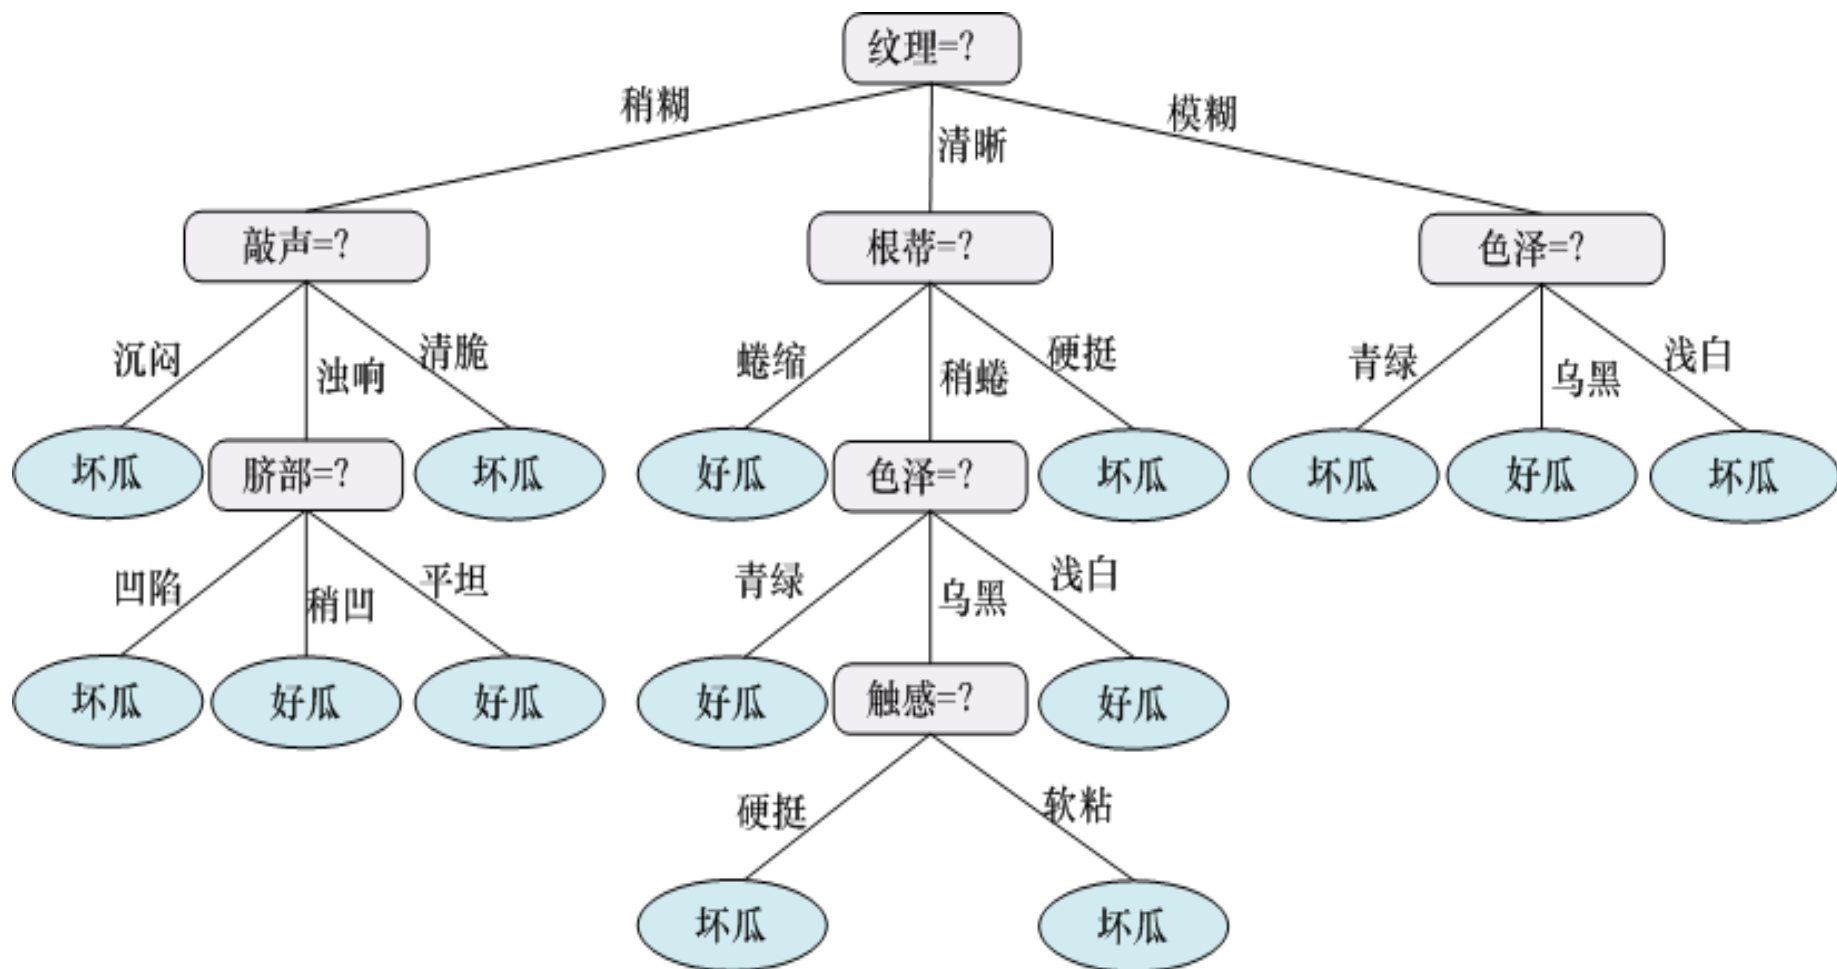 纹理=?
稍糊
清晰
模糊
敲声=?
根蒂=?
色泽=?
沉闷
浊响
清脆
蜷缩
稍蜷
硬挺
青绿
乌黑
浅白
坏瓜
脐部=?
坏瓜
好瓜
色泽=?
坏瓜
坏瓜
好瓜
坏瓜
凹陷
稍凹
平坦
青绿
乌黑
浅白
坏瓜
好瓜
好瓜
好瓜
触感=?
好瓜
硬挺
软粘
坏瓜
坏瓜